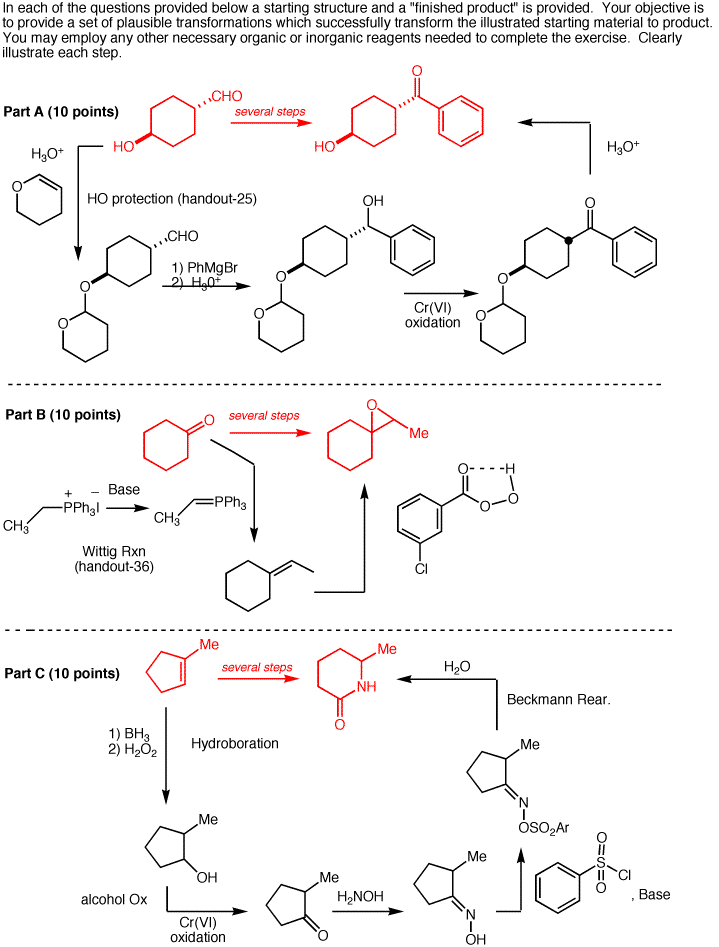 In each of the questions provided below a starting structure and a "finished product" is provided.  Your objective is
to provide a set of plausible transformations which successfully transform the illustrated starting material to product.
You may employ any other necessary organic or inorganic reagents needed to complete the exercise.  Clearly
illustrate each step.
Part A (10 points)
CHO
HO
several steps
O
HO
H3O+
O
HO protection (handout-25)
H3O+
CHO
O
O
1) PhMgBr
2) H30+
OH
O
O
Cr(VI)
oxidation
O
O
O
Part B (10 points)
O
several steps
O
Me
CH3
+
PPh3I
–
Base
CH3
PPh3
Wittig Rxn
(handout-36)
O
H
O
O
Cl
Part C (10 points)
Me
several steps
Me
NH
O
H2O
Beckmann Rear.
1) BH3
2) H2O2
Hydroboration
Me
OH
Me
N
OSO2Ar
alcohol Ox
Cr(VI)
oxidation
Me
O
H2NOH
Me
N
OH
O
S
Cl
O
, Base